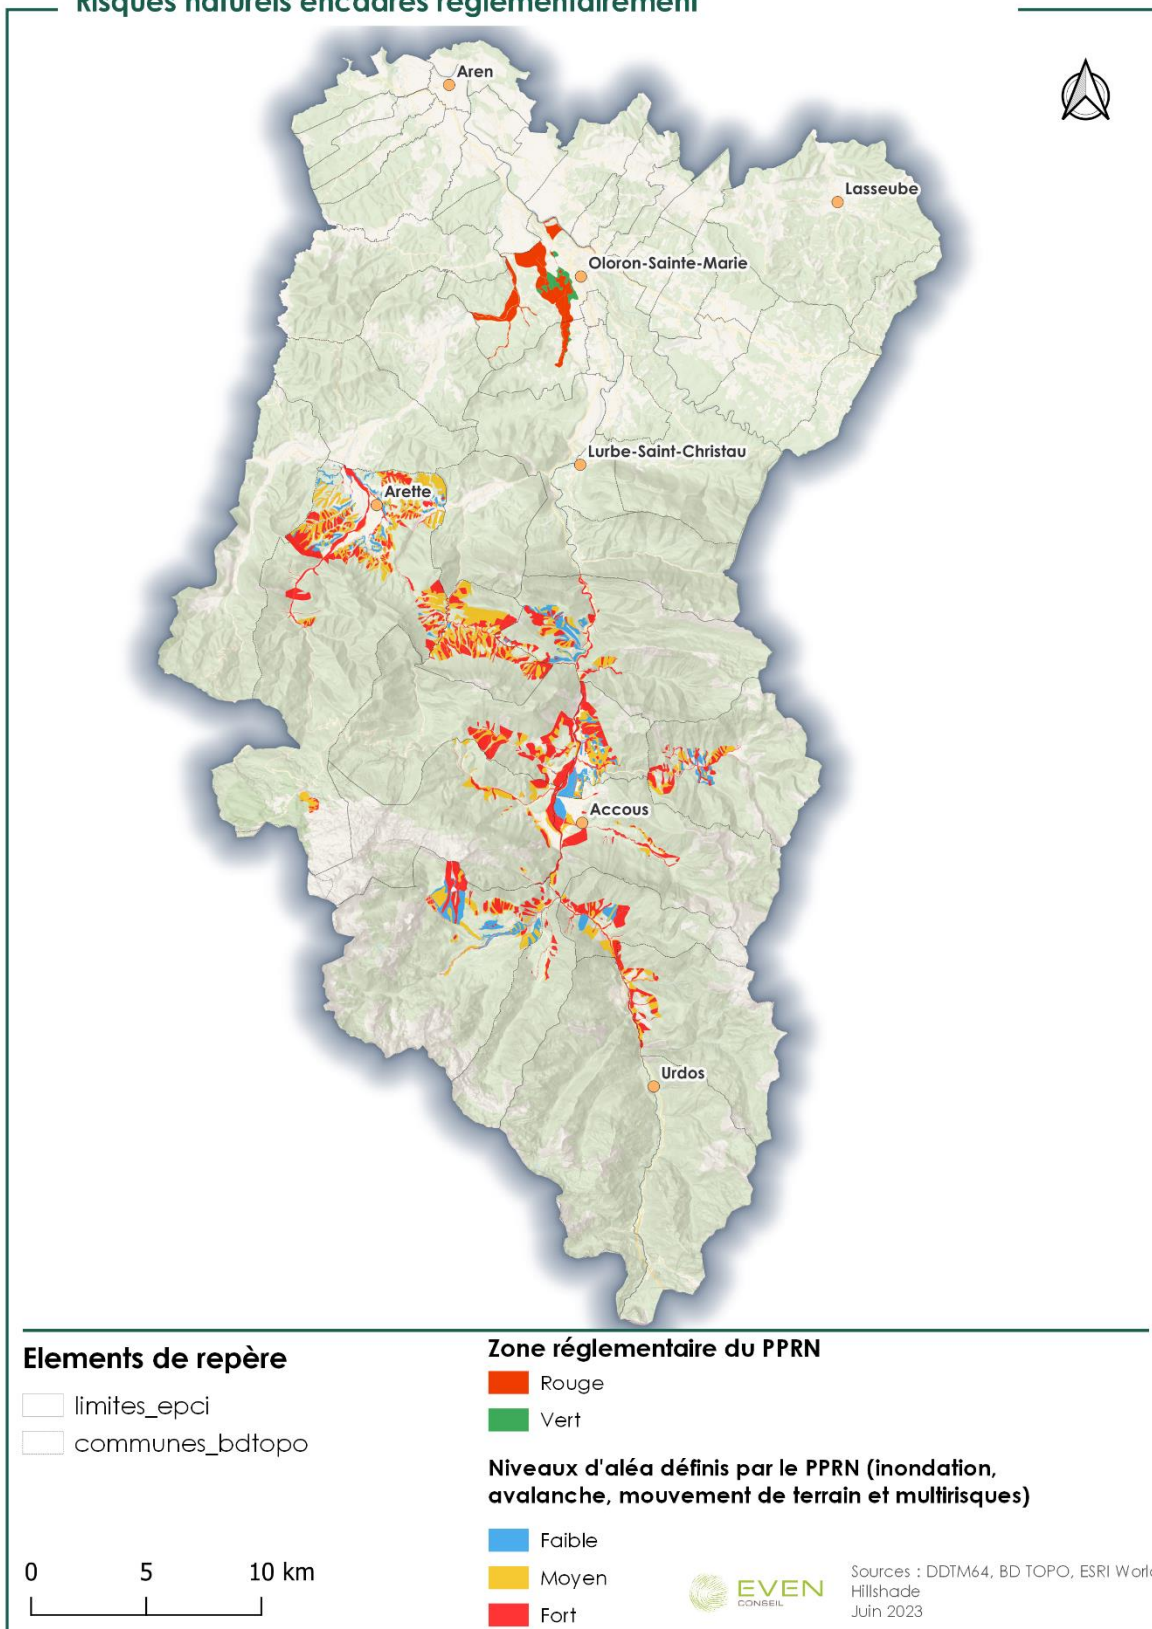 Risques naturels encadrés réglementairement
Aren
Lasseube
Oloron-Sainte-Marie
Lurbe-Saint-Christau
Arette
Accous
Urdos
Elements de repère
limites_epci
communes_bdtopo
0 5 10 km
Zone réglementaire du PPRN
Rouge
Vert
Niveaux d'aléa définis par le PPRN (inondation,
avalanche, mouvement de terrain et multirisques)
Faible
Moyen
Fort
EVEN
CONSEIL
Sources : DDTM64, BD TOPO, ESRI World
Hillshade
Juin 2023